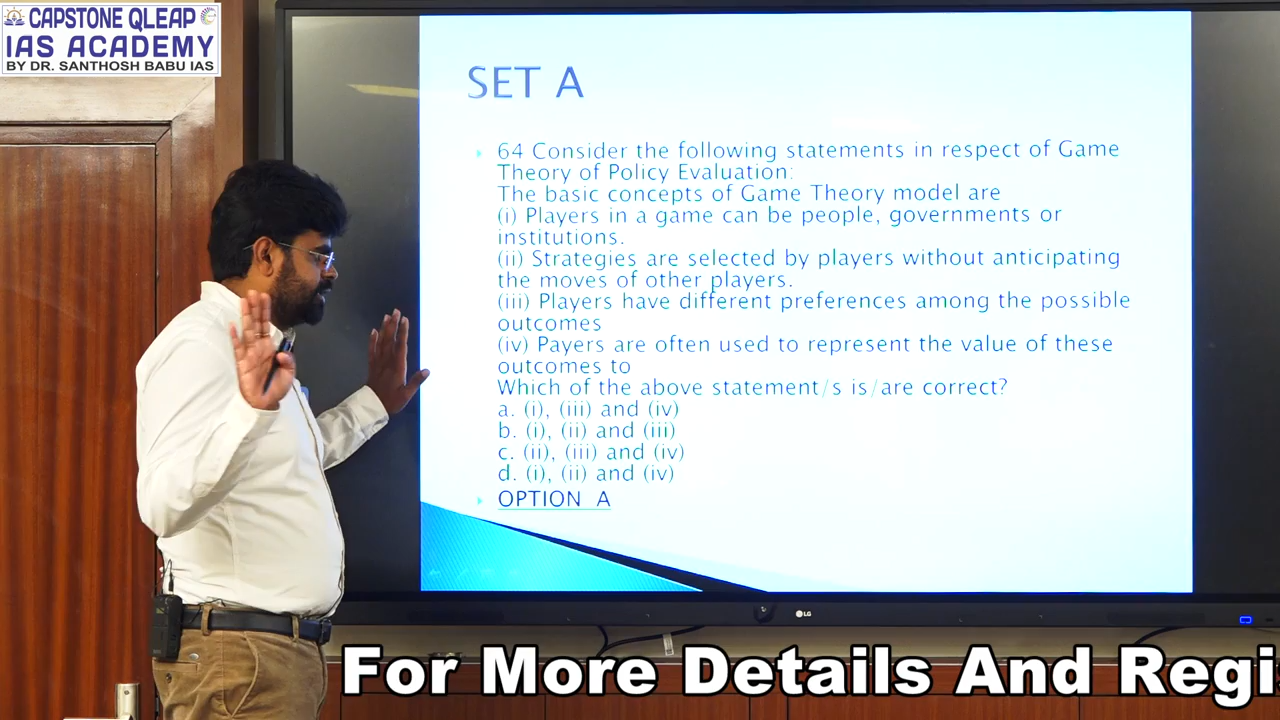 CAPSTONE QLEAP
IAS ACADEMY
BY DR. SANTHOSH BABU IAS
SET A
64 Consider the following statements in respect of Game
Theory of Policy Evaluation:
The basic concepts of Game Theory model are
(i) Players in a game can be people, governments or
institutions.
(ii) Strategies are selected by players without anticipating
the moves of other players.
(iii) Players have different preferences among the possible
outcomes
(iv) Payers are often used to represent the value of these
outcomes to
Which of the above statement/s is/are correct?
a. (i), (iii) and (iv)
b. (i), (ii) and (iii)
c. (ii), (iii) and (iv)
d. (i), (ii) and (iv)
OPTION A
LG
For More Details And Regis